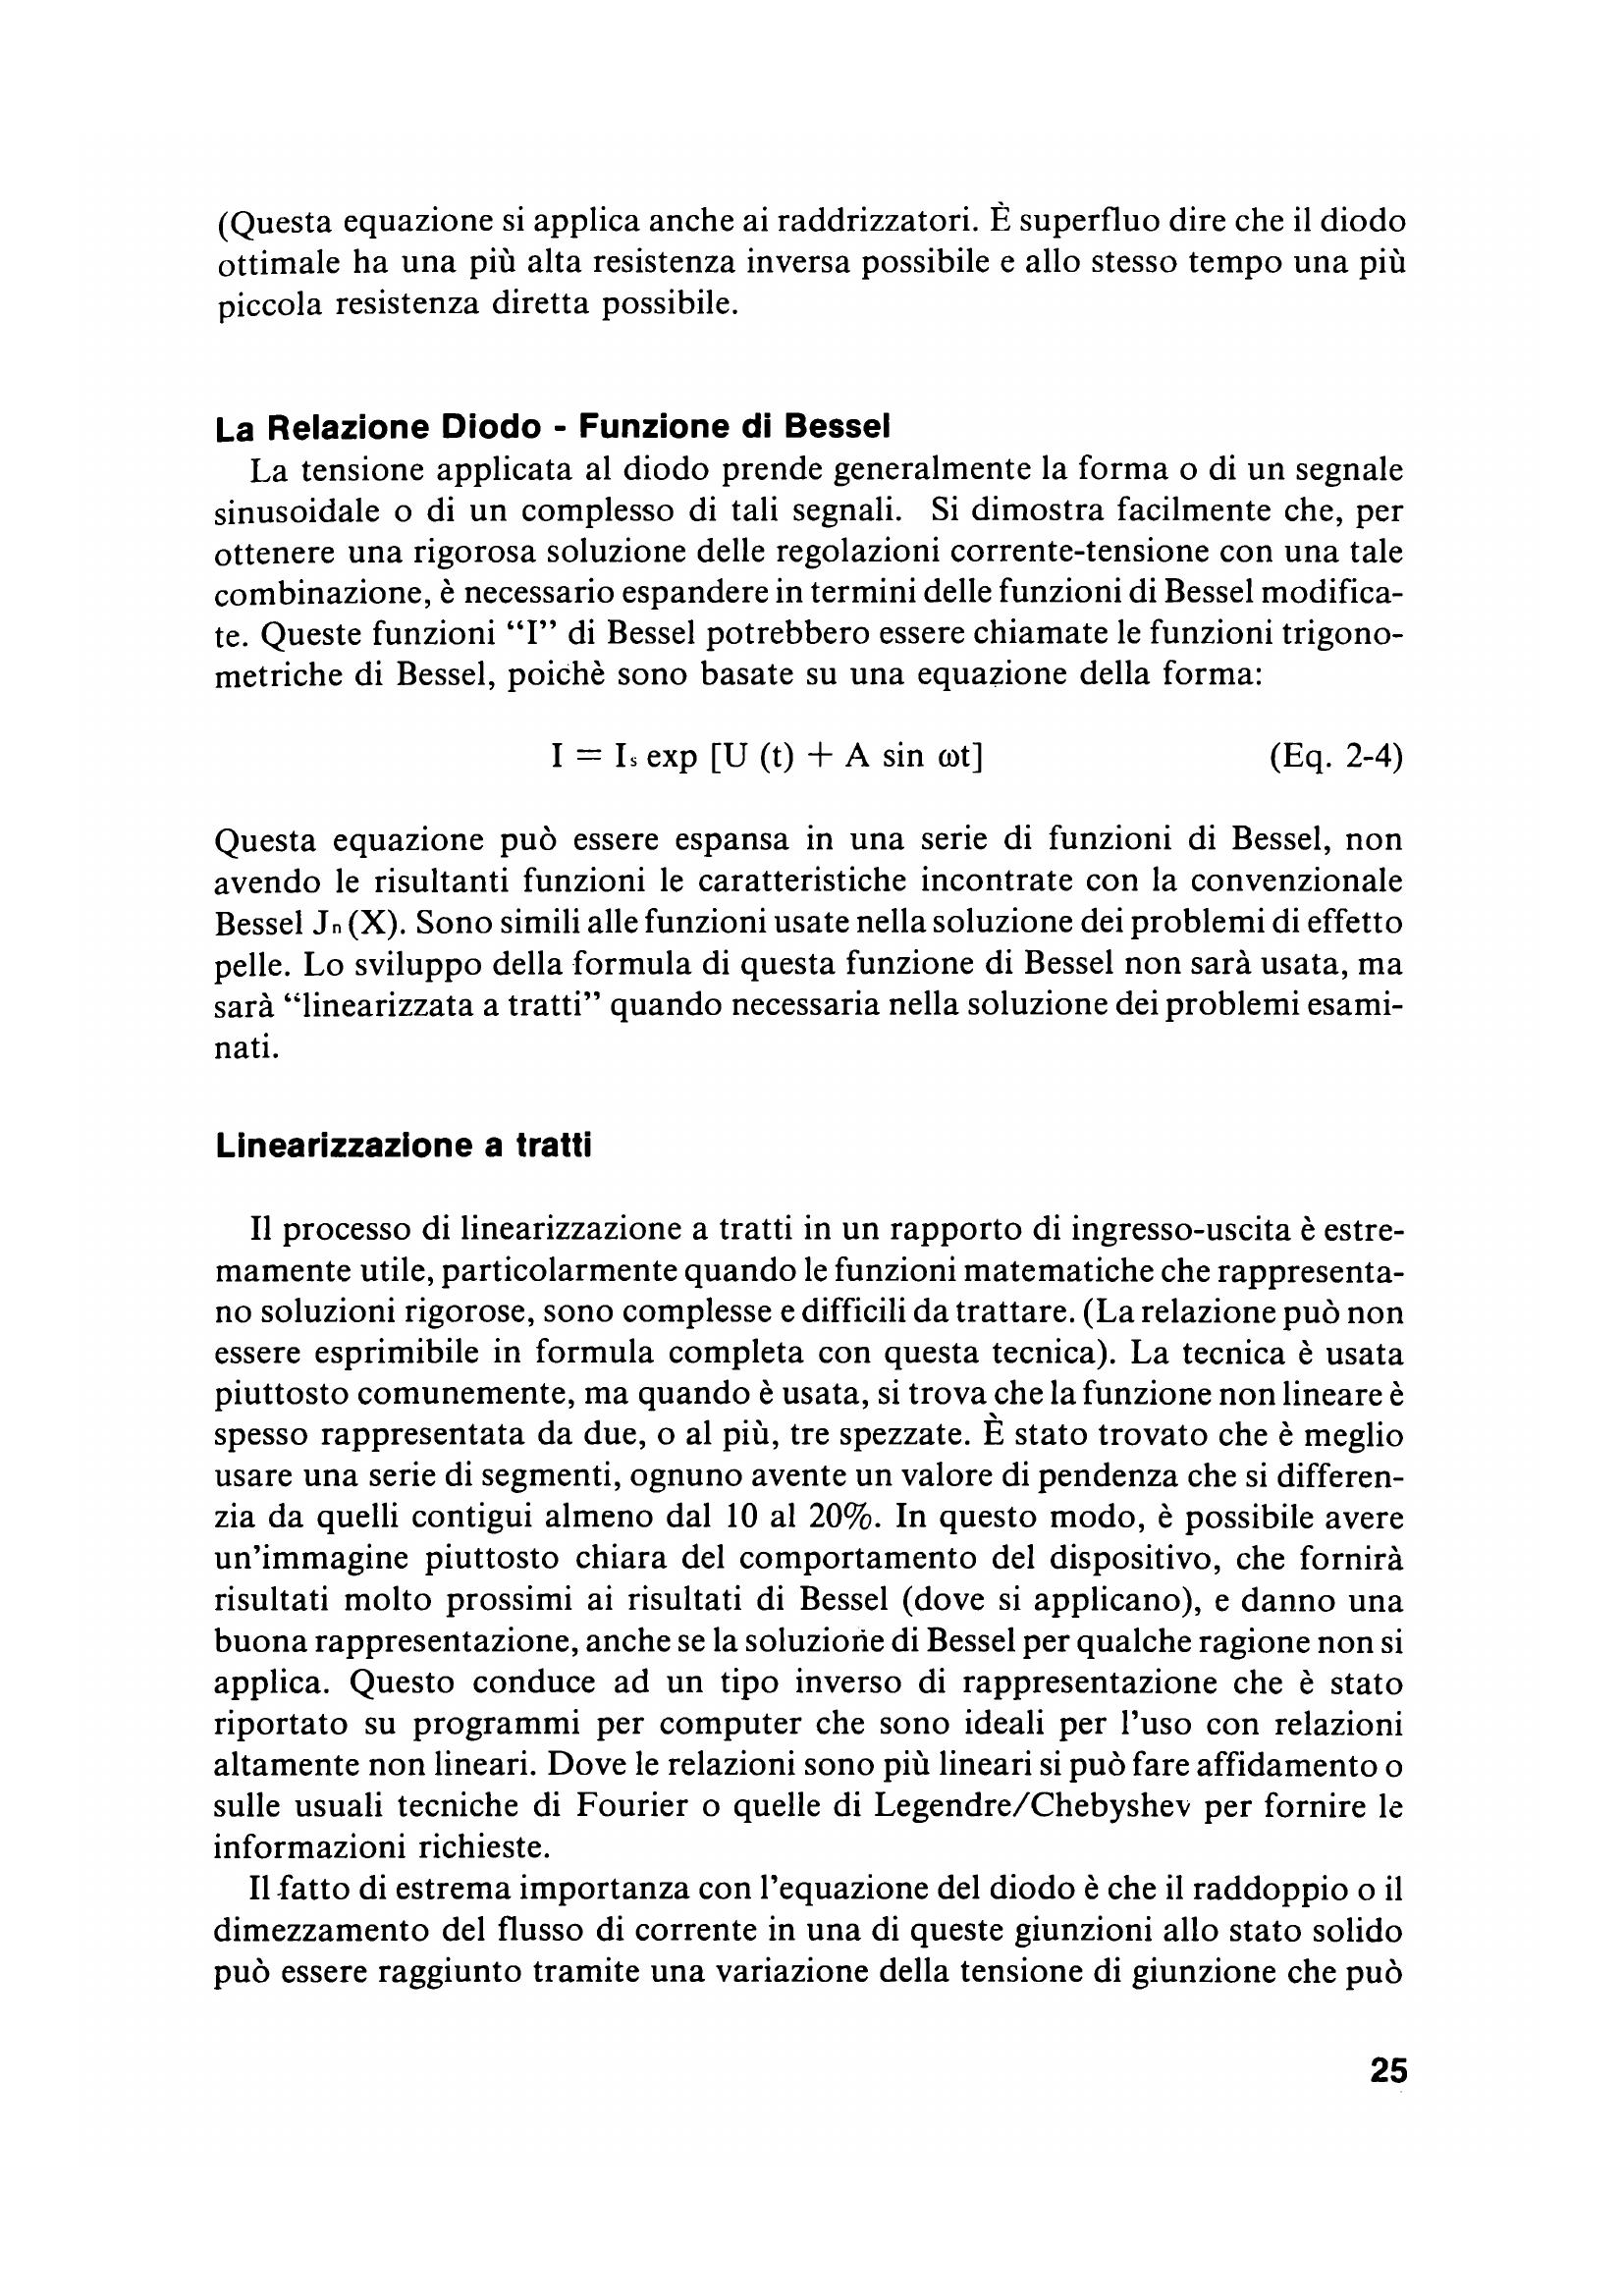 (Questa equazione si applica anche ai raddrizzatori. È superfluo dire che il diodo
ottimale ha una più alta resistenza inversa possibile e allo stesso tempo una più
piccola resistenza diretta possibile.
La Relazione Diodo - Funzione di Bessel
La tensione applicata al diodo prende generalmente la forma o di un segnale
sinusoidale o di un complesso di tali segnali. Si dimostra facilmente che, per
ottenere una rigorosa soluzione delle regolazioni corrente-tensione con una tale
combinazione, è necessario espandere in termini delle funzioni di Bessel modifica-
te. Queste funzioni “I” di Bessel potrebbero essere chiamate le funzioni trigono-
metriche di Bessel, poichè sono basate su una equazione della forma:
I = Is exp [U (t) + A sin ωt] (Eq. 2-4)
Questa equazione può essere espansa in una serie di funzioni di Bessel, non
avendo le risultanti funzioni le caratteristiche incontrate con la convenzionale
Bessel Jn (X). Sono simili alle funzioni usate nella soluzione dei problemi di effetto
pelle. Lo sviluppo della formula di questa funzione di Bessel non sarà usata, ma
sarà “linearizzata a tratti” quando necessaria nella soluzione dei problemi esami-
nati.
Linearizzazione a tratti
Il processo di linearizzazione a tratti in un rapporto di ingresso-uscita è estre-
mamente utile, particolarmente quando le funzioni matematiche che rappresenta-
no soluzioni rigorose, sono complesse e difficili da trattare. (La relazione può non
essere esprimibile in formula completa con questa tecnica). La tecnica è usata
piuttosto comunemente, ma quando è usata, si trova che la funzione non lineare è
spesso rappresentata da due, o al più, tre spezzate. È stato trovato che è meglio
usare una serie di segmenti, ognuno avente un valore di pendenza che si differen-
zia da quelli contigui almeno dal 10 al 20%. In questo modo, è possibile avere
un’immagine piuttosto chiara del comportamento del dispositivo, che fornirà
risultati molto prossimi ai risultati di Bessel (dove si applicano), e danno una
buona rappresentazione, anche se la soluzione di Bessel per qualche ragione non si
applica. Questo conduce ad un tipo inverso di rappresentazione che è stato
riportato su programmi per computer che sono ideali per l’uso con relazioni
altamente non lineari. Dove le relazioni sono più lineari si può fare affidamento o
sulle usuali tecniche di Fourier o quelle di Legendre/Chebyshev per fornire le
informazioni richieste.
Il fatto di estrema importanza con l’equazione del diodo è che il raddoppio o il
dimezzamento del flusso di corrente in una di queste giunzioni allo stato solido
può essere raggiunto tramite una variazione della tensione di giunzione che può
25